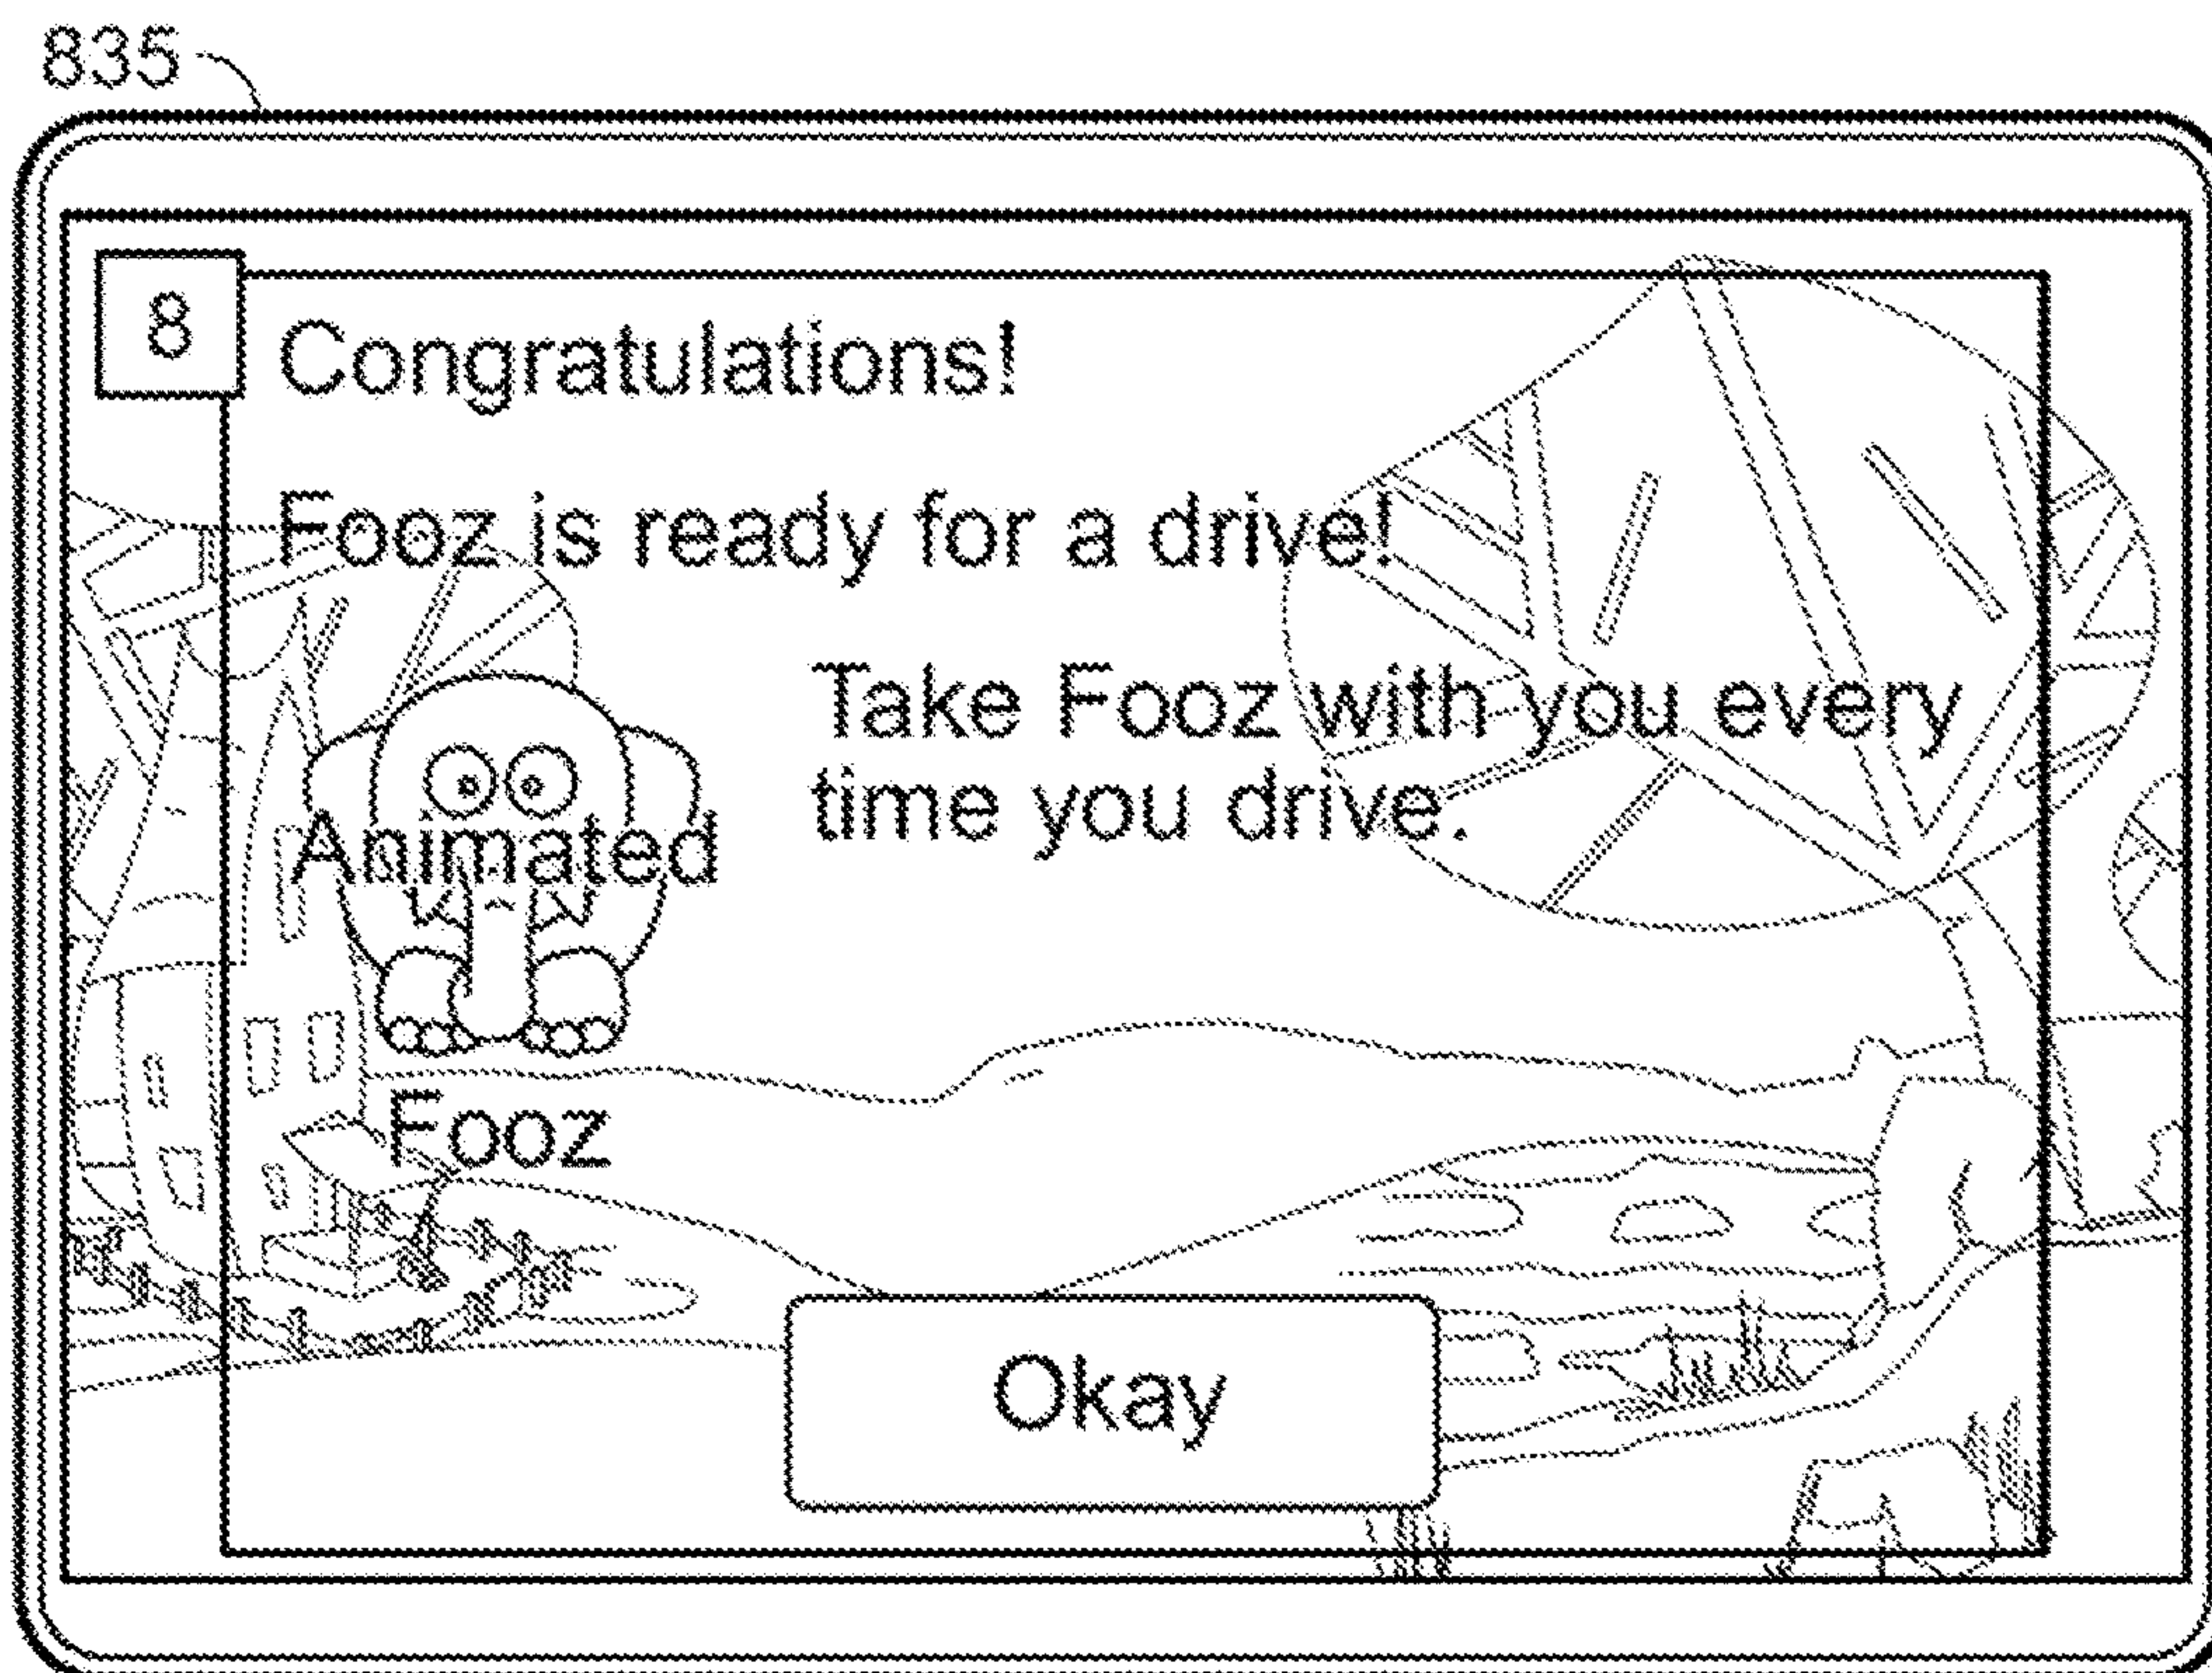 835
8
Congratulations!
Fooz is ready for a drive!
Take Fooz with you every
time you drive.
Animated
Fooz
Okay